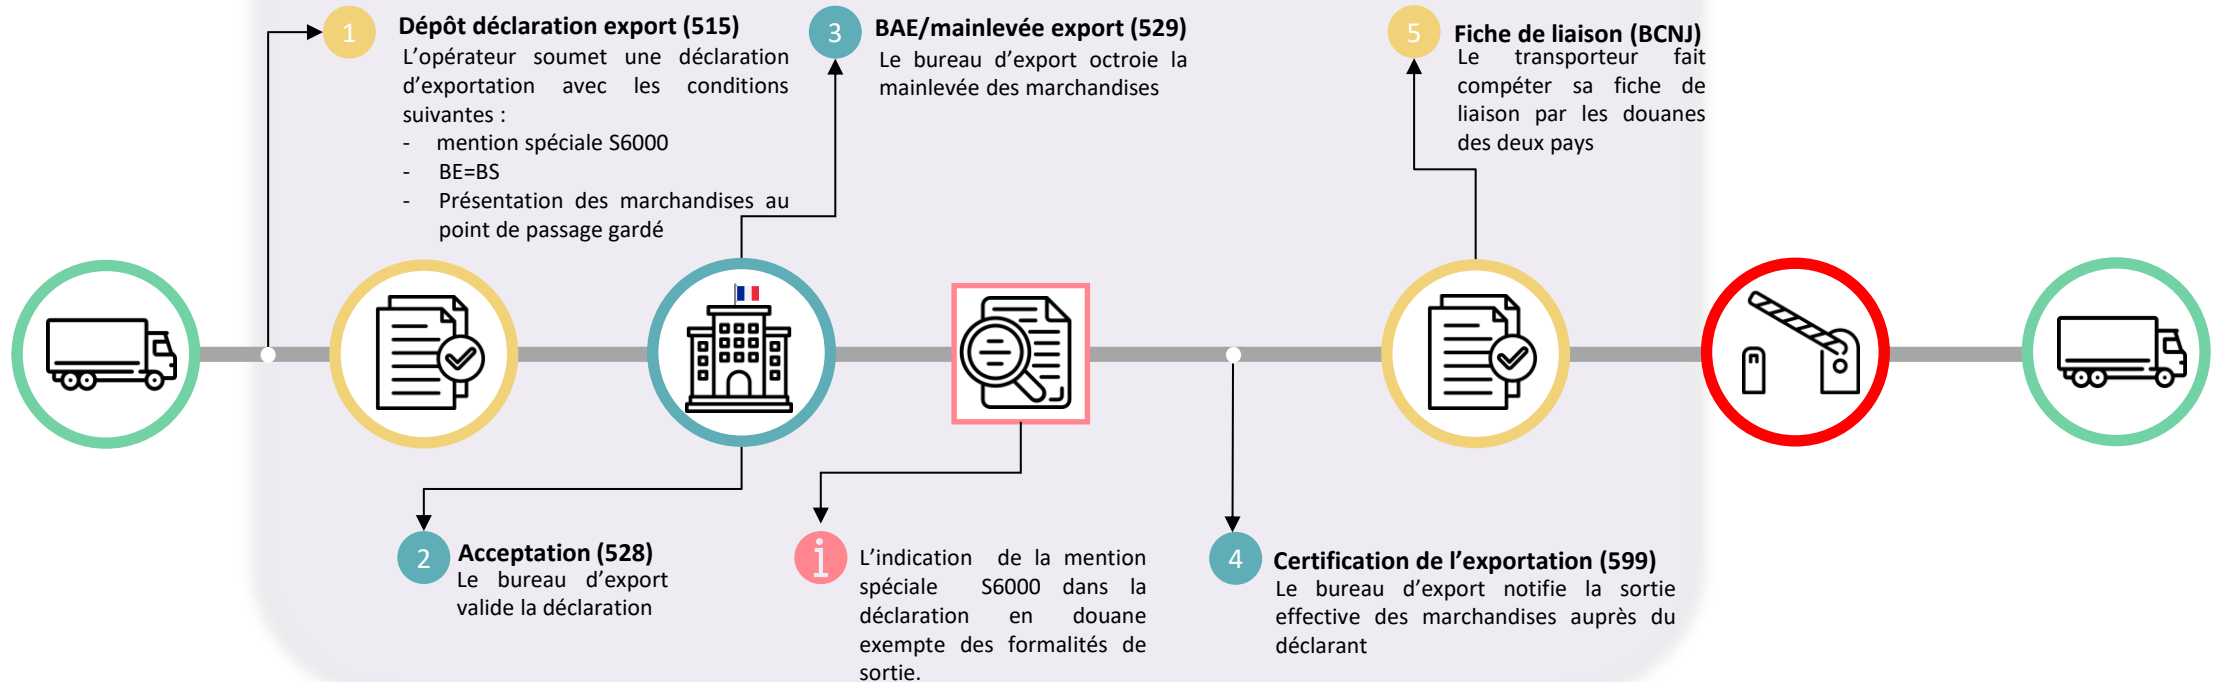 1
Dépôt déclaration export (515)
L’opérateur soumet une déclaration
d’exportation avec les conditions
suivantes :
- mention spéciale S6000
- BE=BS
- Présentation des marchandises au
point de passage gardé
2
Acceptation (528)
Le bureau d’export
valide la déclaration
3
BAE/mainlevée export (529)
Le bureau d’export octroie la
mainlevée des marchandises
i
L’indication de la mention
spéciale S6000 dans la
déclaration en douane
exempte des formalités de
sortie.
4
Certification de l’exportation (599)
Le bureau d’export notifie la sortie
effective des marchandises auprès du
déclarant
5
Fiche de liaison (BCNJ)
Le transporteur fait
compéter sa fiche de
liaison par les douanes
des deux pays